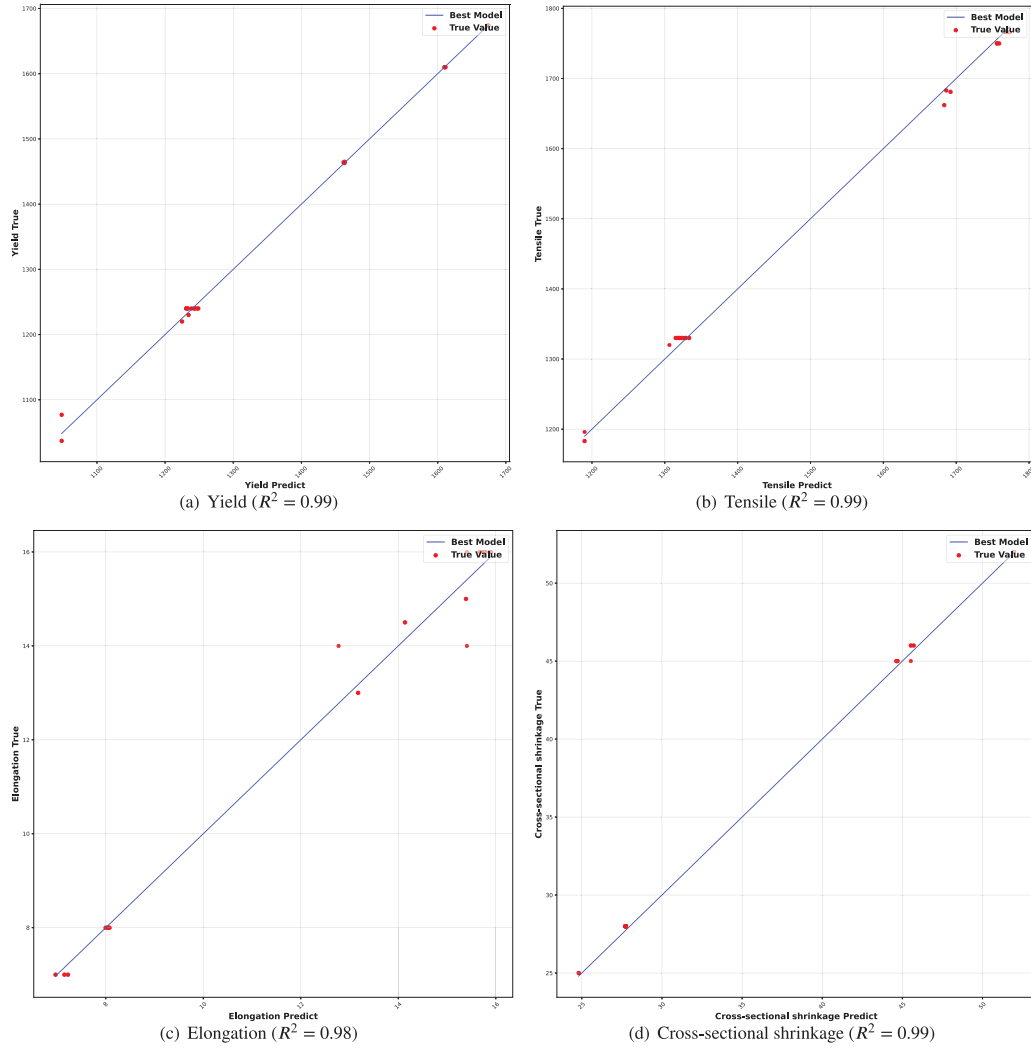 Best Model
True Value
1700
1600
1500
1400
1300
1200
1100
Yield True
1100
1200
1300
1400
1500
1600
1700
Yield Predict
(a) Yield (R² = 0.99)
Best Model
True Value
1800
1700
1600
1500
1400
1300
1200
Tensile True
1200
1300
1400
1500
1600
1700
1800
Tensile Predict
(b) Tensile (R² = 0.99)
Best Model
True Value
16
14
12
10
8
Elongation True
8
10
12
14
16
Elongation Predict
(c) Elongation (R² = 0.98)
Best Model
True Value
50
45
40
35
30
25
Cross-sectional shrinkage True
25
30
35
40
45
50
Cross-sectional shrinkage Predict
(d) Cross-sectional shrinkage (R² = 0.99)